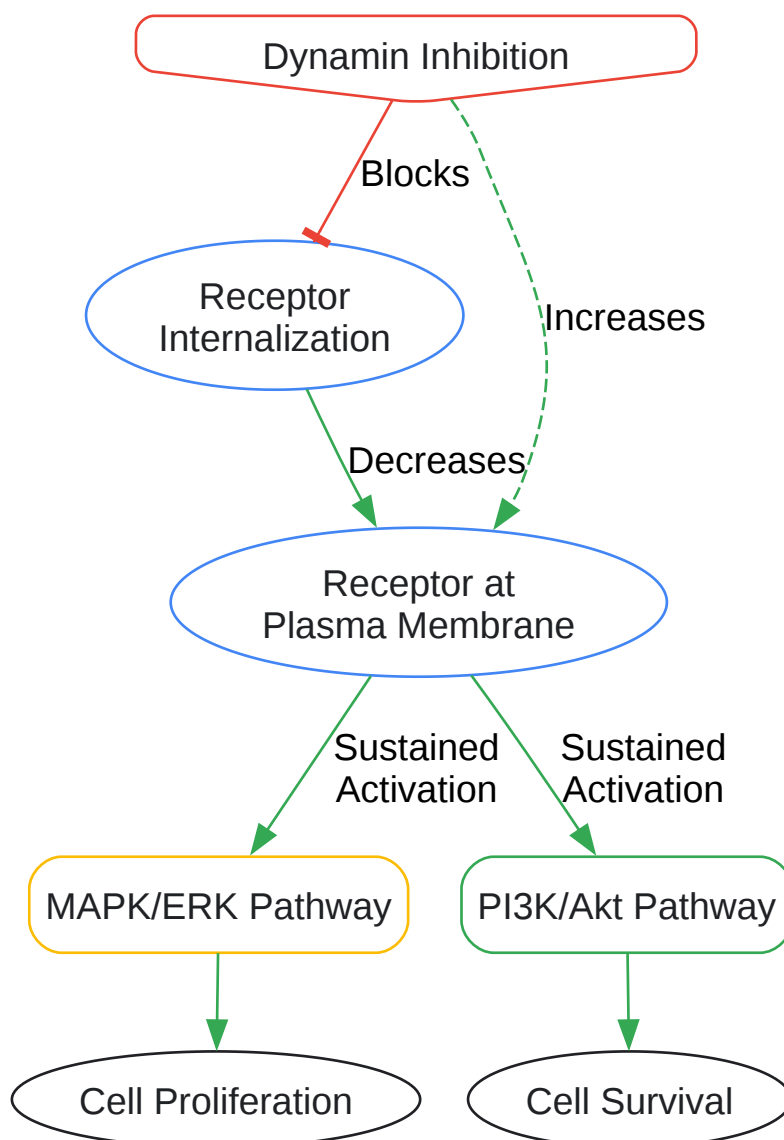 Dynamin Inhibition
Blocks
Receptor
Internalization
Increases
Decreases
Receptor at
Plasma Membrane
Sustained
Activation
Sustained
Activation
MAPK/ERK Pathway
PI3K/Akt Pathway
Cell Proliferation
Cell Survival